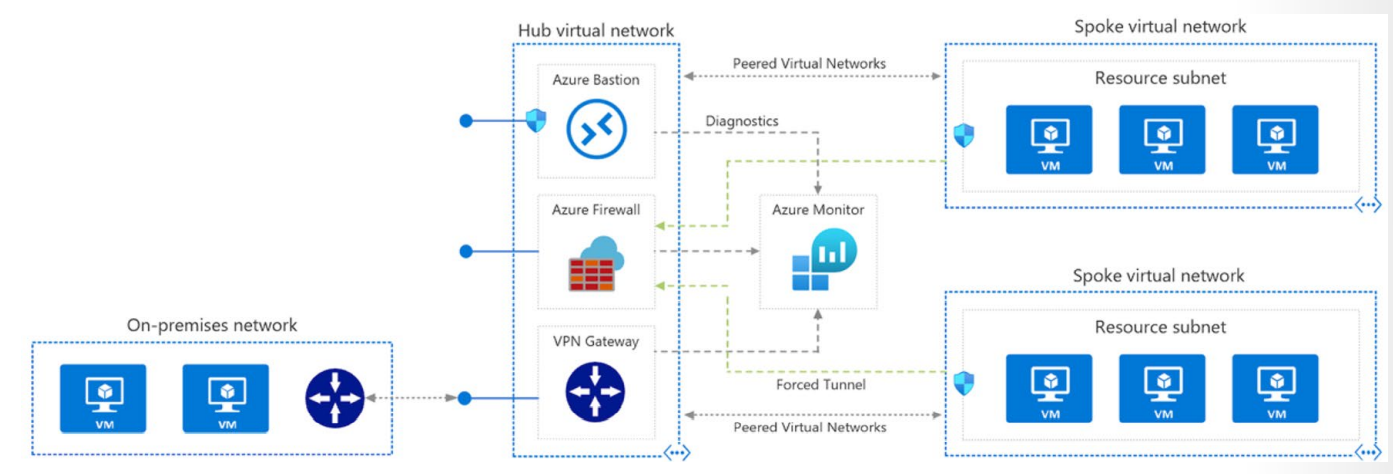 Hub virtual network
Spoke virtual network
Azure Bastion
Peered Virtual Networks
Resource subnet
Diagnostics
VM
VM
VM
Azure Firewall
Azure Monitor
Spoke virtual network
On-premises network
Resource subnet
VPN Gateway
Forced Tunnel
VM
VM
VM
VM
VM
Peered Virtual Networks